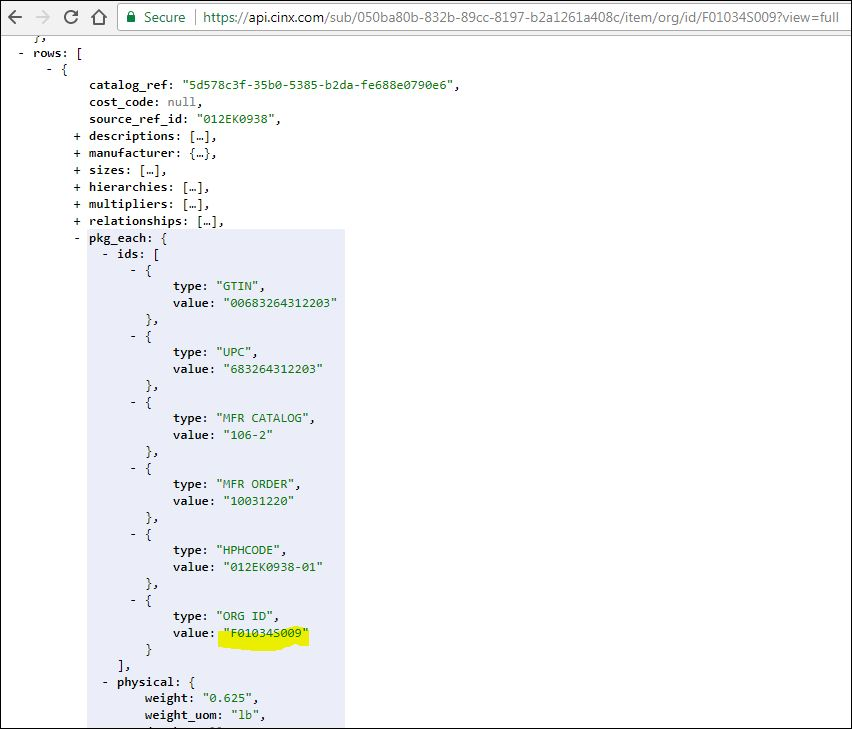 Secure | https://api.cinx.com/sub/050ba80b-832b-89cc-8197-b2a1261a408c/item/org/id/F01034S009?view=full
},
- rows: [
- {
catalog_ref: "5d578c3f-35b0-5385-b2da-fe688e0790e6",
cost_code: null,
source_ref_id: "012EK0938",
+ descriptions: […],
+ manufacturer: {…},
+ sizes: […],
+ hierarchies: […],
+ multipliers: […],
+ relationships: […],
- pkg_each: {
- ids: [
- {
type: "GTIN",
value: "00683264312203"
},
- {
type: "UPC",
value: "683264312203"
},
- {
type: "MFR CATALOG",
value: "106-2"
},
- {
type: "MFR ORDER",
value: "10031220"
},
- {
type: "HPHCODE",
value: "012EK0938-01"
},
- {
type: "ORG ID",
value: "F01034S009"
}
],
- physical: {
weight: "0.625",
weight_uom: "lb",